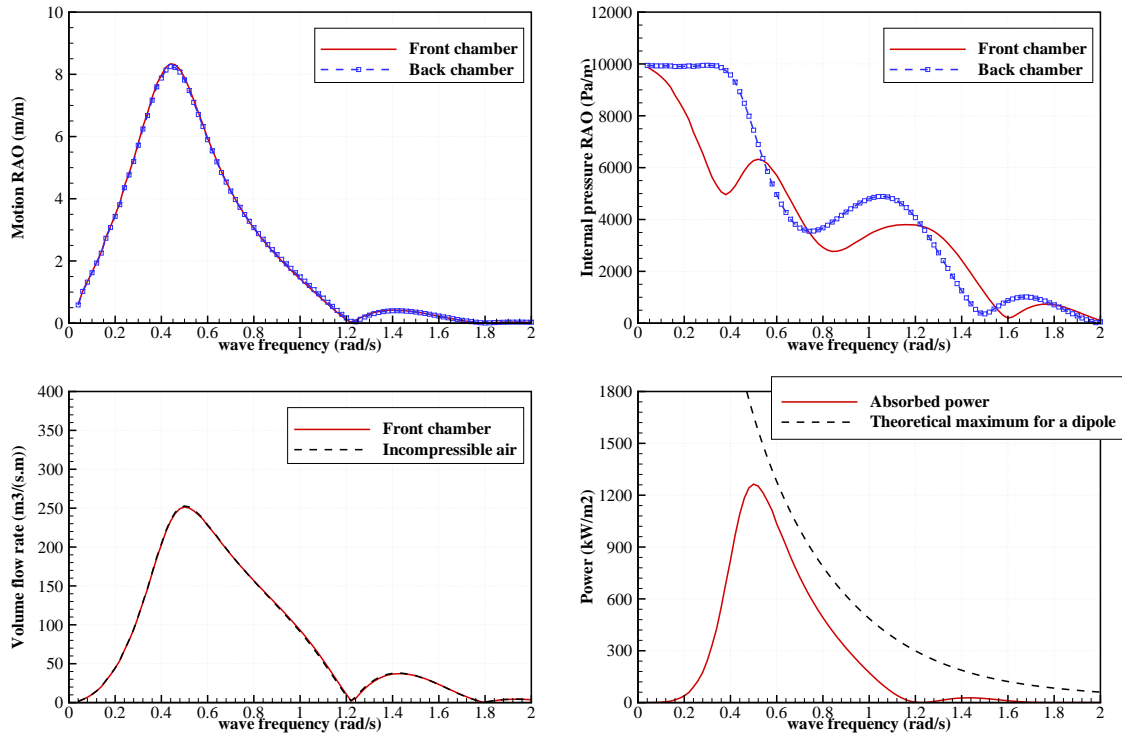 Motion RAO (m/m)
10
8
6
4
2
0
Front chamber
Back chamber
0 0.2 0.4 0.6 0.8 1 1.2 1.4 1.6 1.8 2
wave frequency (rad/s)
Internal pressure RAO (Pa/m)
12000
10000
8000
6000
4000
2000
0
Front chamber
Back chamber
0 0.2 0.4 0.6 0.8 1 1.2 1.4 1.6 1.8 2
wave frequency (rad/s)
Volume flow rate (m3/(s.m)
400
350
300
250
200
150
100
50
0
Front chamber
Incompressible air
0 0.2 0.4 0.6 0.8 1 1.2 1.4 1.6 1.8 2
wave frequency (rad/s)
Power (kW/m2)
1800
1500
1200
900
600
300
0
Absorbed power
Theoretical maximum for a dipole
0 0.2 0.4 0.6 0.8 1 1.2 1.4 1.6 1.8 2
wave frequency (rad/s)